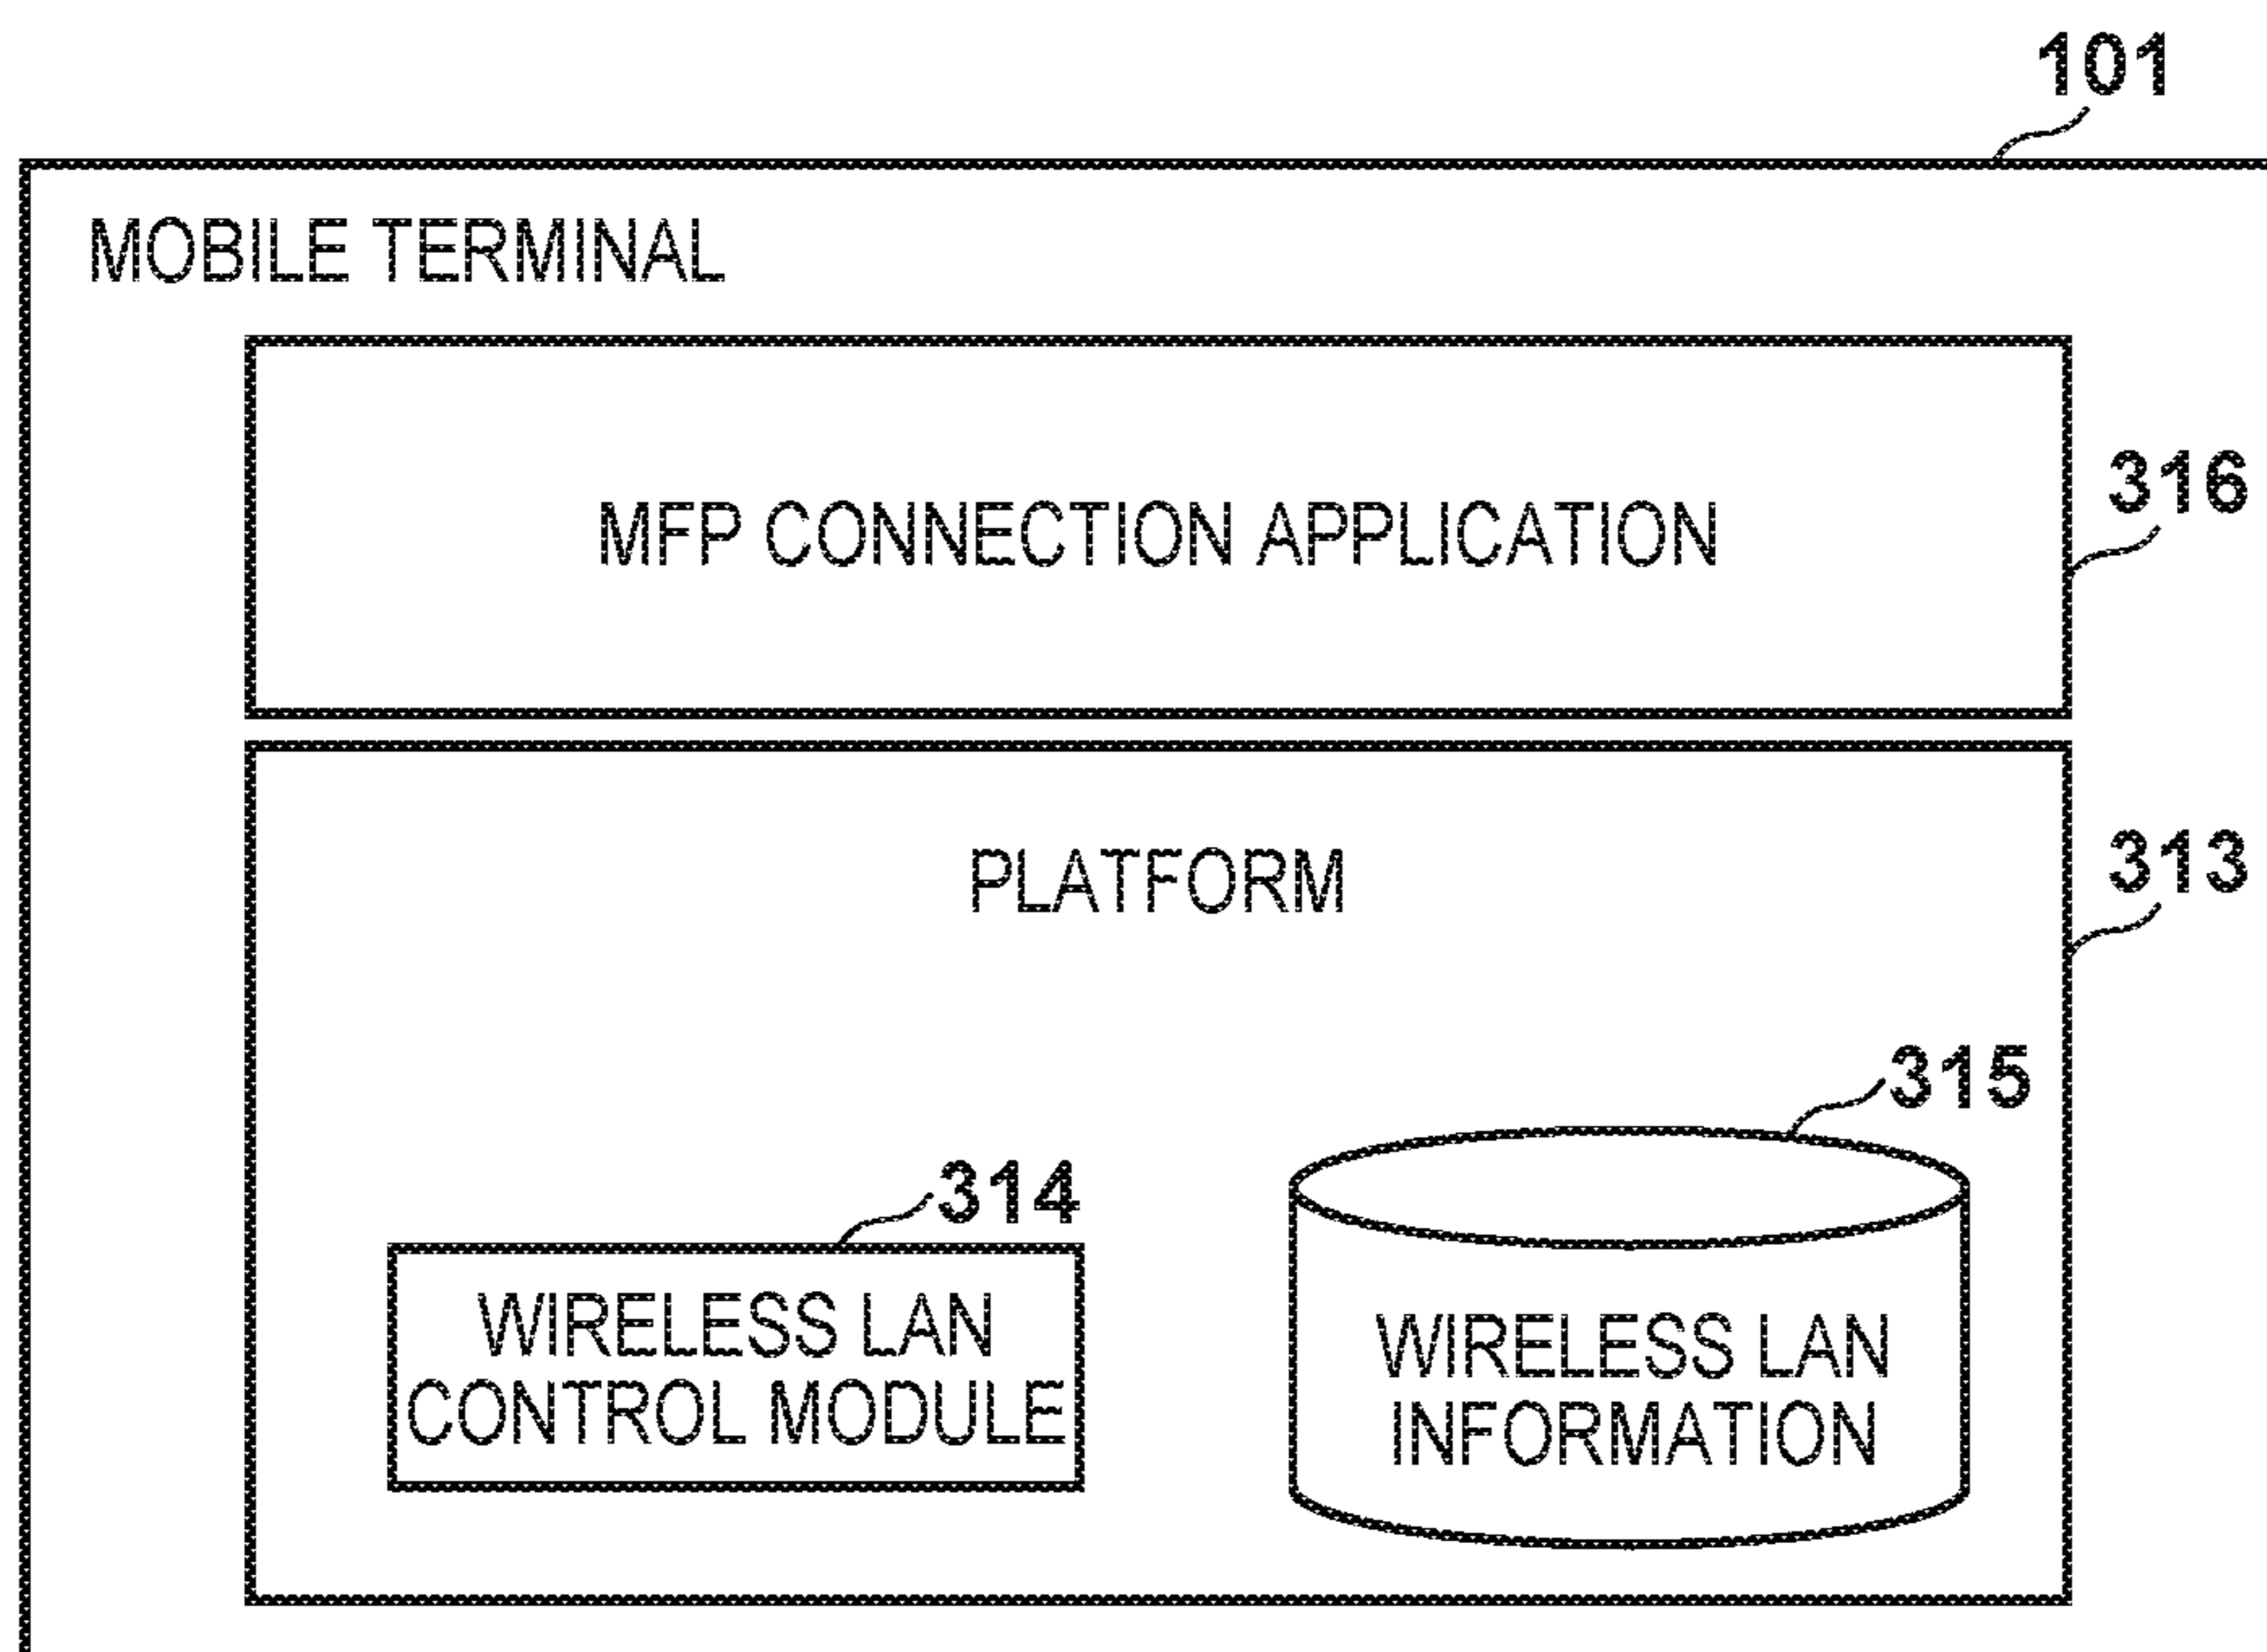 101
MOBILE TERMINAL
MFP CONNECTION APPLICATION
316
PLATFORM
313
315
314
WIRELESS LAN
CONTROL MODULE
WIRELESS LAN
INFORMATION